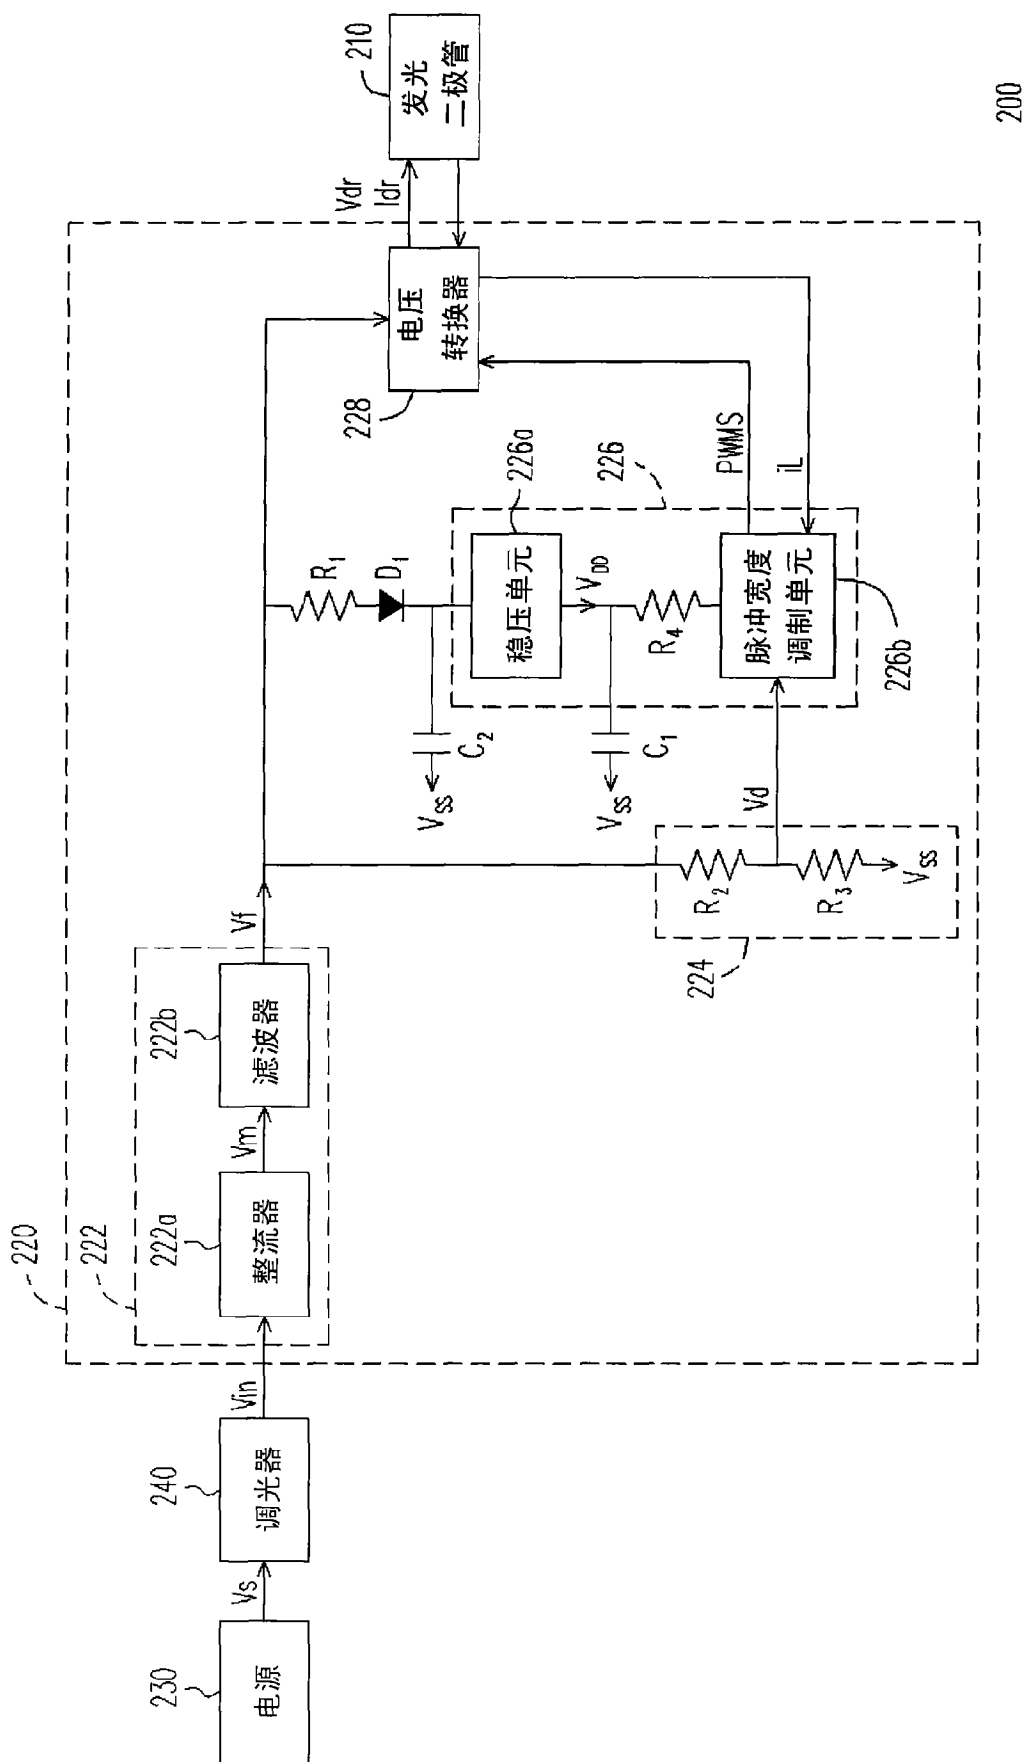 200
220
222
230
电源
Vs
240
调光器
Vin
222a
整流器
Vm
222b
滤波器
Vf
R1
D1
C2
VSS
226a
稳压单元
226
VDD
C1
VSS
R4
脉冲宽度
调制单元
226b
Vd
R2
R3
VSS
224
PWMS
iL
228
电压
转换器
Vdr
Idr
210
发光
二极管